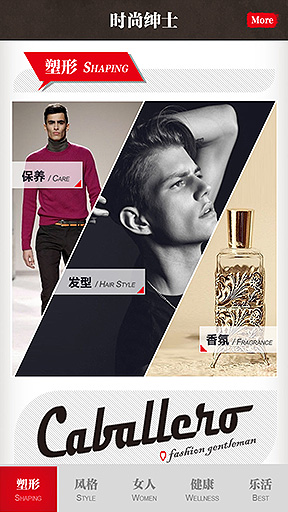 时尚绅士
More
塑形 SHAPING
保养 / CARE
发型 / HAIR STYLE
香氛 / FRAGRANCE
Caballero
fashion gentleman
塑形 风格 女人 健康 乐活
SHAPING STYLE WOMEN WELLNESS BEST